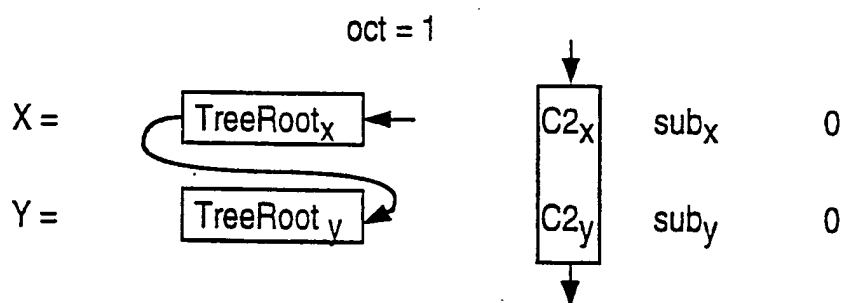 oct = 1
X = TreeRootx C2x subx 0
Y = TreeRooty C2y suby 0